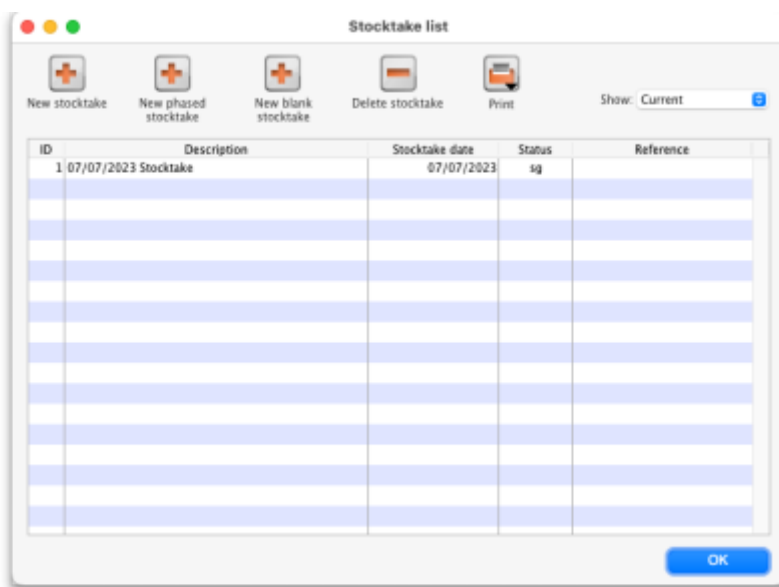 Stocktake list
New stocktake
New phased stocktake
New blank stocktake
Delete stocktake
Print
Show: Current
ID Description Stocktake date Status Reference
1 07/07/2023 Stocktake 07/07/2023 sg
OK